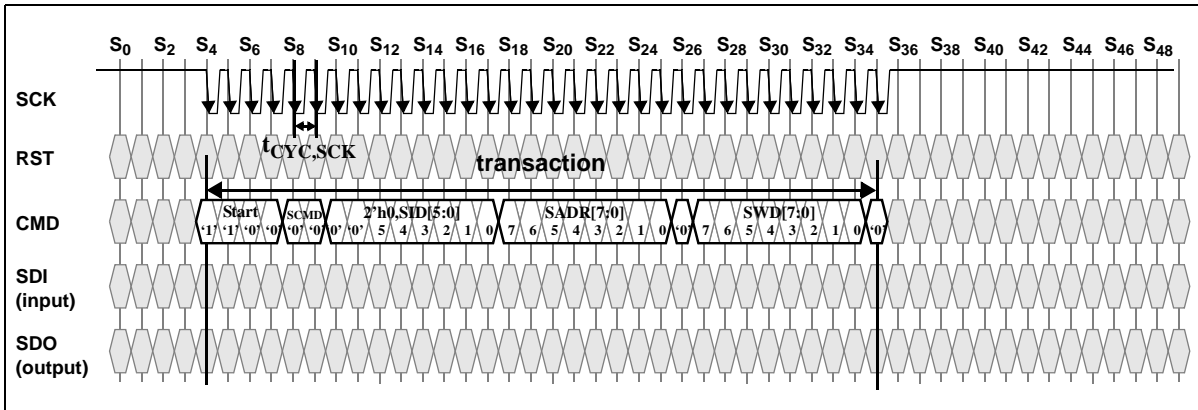 S0 S2 S4 S6 S8 S10 S12 S14 S16 S18 S20 S22 S24 S26 S28 S30 S32 S34 S36 S38 S40 S42 S44 S46 S48
SCK
tCYC,SCK
RST
transaction
CMD
Start SCMD 2'h0,SID[5:0] SADR[7:0] SWD[7:0]
‘1’ ‘1’ ‘0’ ‘0’ ‘0’ ‘0’ 0’ ‘0’ 5 4 3 2 1 0 7 6 5 4 3 2 1 0 ‘0’ 7 6 5 4 3 2 1 0 ‘0’
SDI
(input)
SDO
(output)